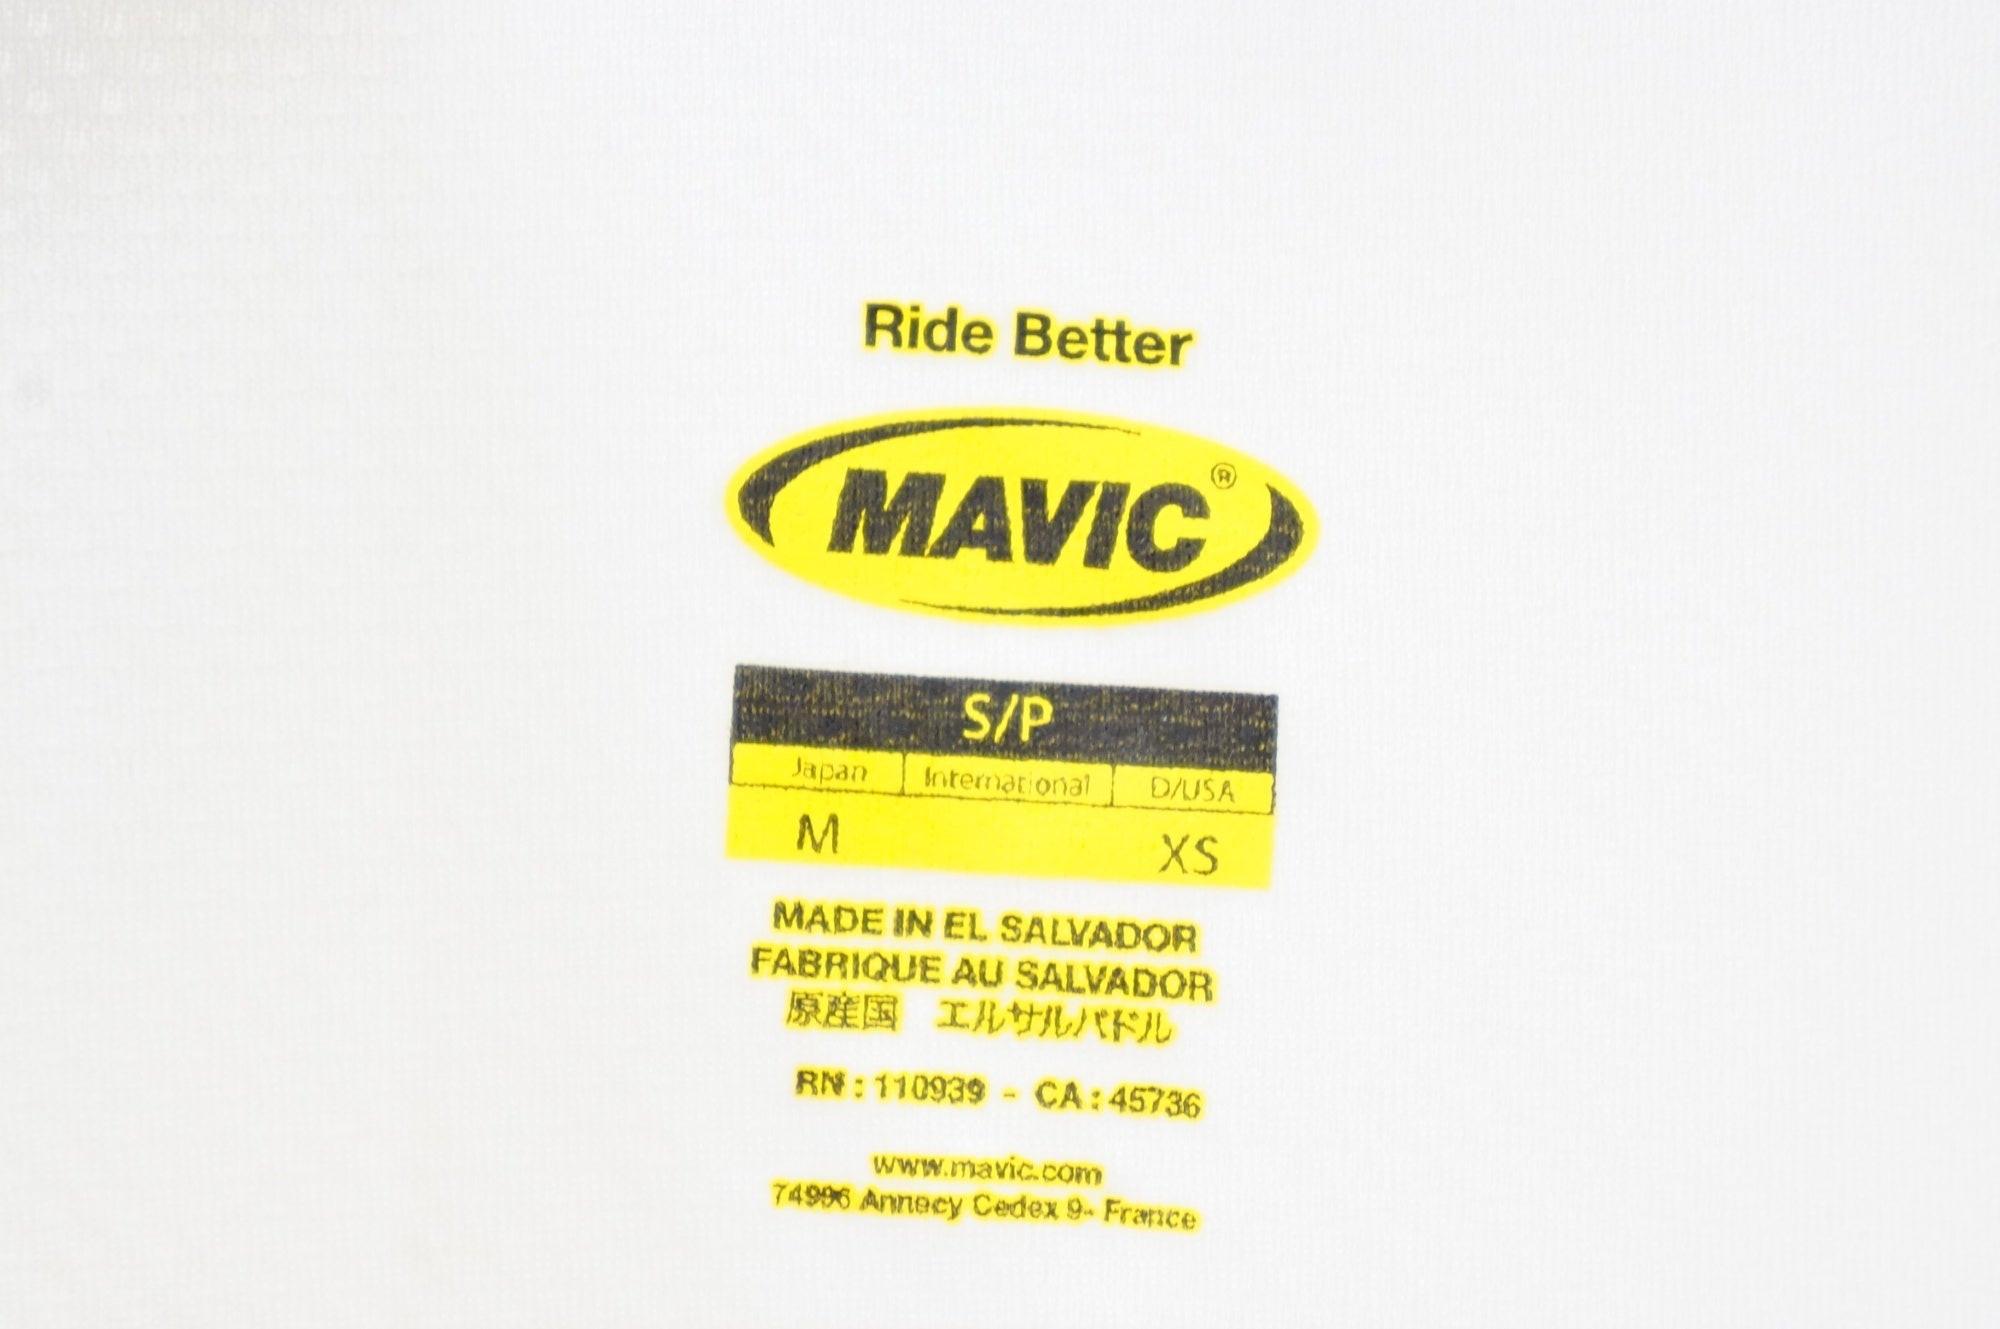 Ride Better
MAVIC®
S/P
Japan International D/USA
M XS
MADE IN EL SALVADOR
FABRIQUE AU SALVADOR
原産国 エルサルバドル
RN : 110939 - CA : 45736
www.mavic.com
74996 Annecy Cedex 9- France